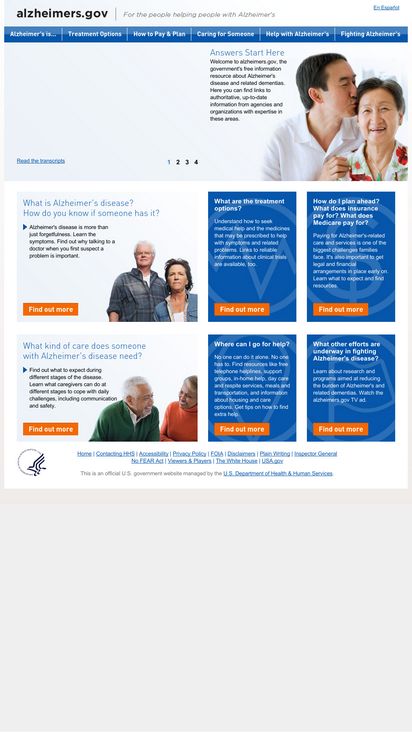 alzheimers.gov
For the people helping people with Alzheimer's
En Español
Alzheimer's is...
Treatment Options
How to Pay & Plan
Caring for Someone
Help with Alzheimer's
Fighting Alzheimer's
Answers Start Here
Welcome to alzheimers.gov, the
government's free information
resource about Alzheimer's
disease and related dementias.
Here you can find links to
authoritative, up-to-date
information from agencies and
organizations with expertise in
these areas.
Read the transcripts
1 2 3 4
What is Alzheimer's disease?
How do you know if someone has it?
Alzheimer's disease is more than
just forgetfulness. Learn the
symptoms. Find out why talking to a
doctor when you first suspect a
problem is important.
Find out more
What are the treatment
options?
Understand how to seek
medical help and the medicines
that may be prescribed to help
with symptoms and related
problems. Links to reliable
information about clinical trials
are available, too.
Find out more
How do I plan ahead?
What does insurance
pay for? What does
Medicare pay for?
Paying for Alzheimer's-related
care and services is one of the
biggest challenges families
face. It's also important to get
legal and financial
arrangements in place early on.
Learn what to expect and find
resources.
Find out more
What kind of care does someone
with Alzheimer's disease need?
Find out what to expect during
different stages of the disease.
Learn what caregivers can do at
different stages to cope with daily
challenges, including communication
and safety.
Find out more
Where can I go for help?
No one can do it alone. No one
has to. Find resources like free
telephone helplines, support
groups, in-home help, day care
and respite services, meals and
transportation, and information
about housing and care
options. Get tips on how to find
extra help.
Find out more
What other efforts are
underway in fighting
Alzheimer's disease?
Learn about research and
programs aimed at reducing
the burden of Alzheimer's and
related dementias. Watch the
alzheimers.gov TV ad.
Find out more
Home | Contacting HHS | Accessibility | Privacy Policy | FOIA | Disclaimers | Plain Writing | Inspector General
No FEAR Act | Viewers & Players | The White House | USA.gov
This is an official U.S. government website managed by the U.S. Department of Health & Human Services.